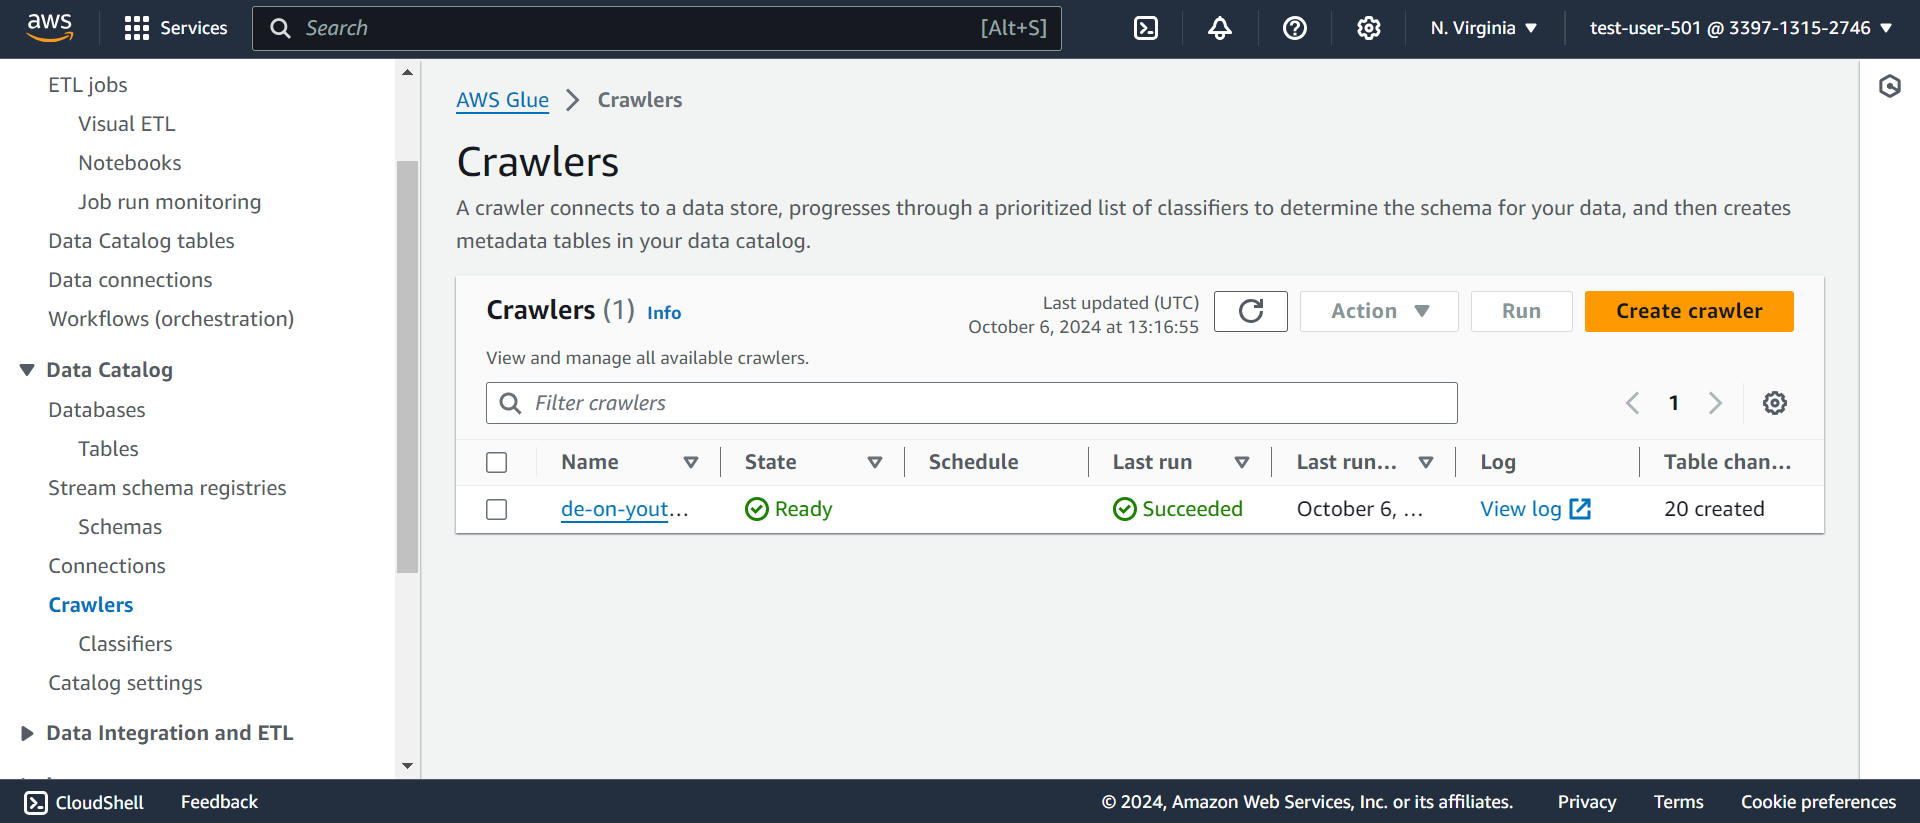 aws
Services
Search
[Alt+S]
N. Virginia
test-user-501 @ 3397-1315-2746
ETL jobs
Visual ETL
Notebooks
Job run monitoring
Data Catalog tables
Data connections
Workflows (orchestration)
Data Catalog
Databases
Tables
Stream schema registries
Schemas
Connections
Crawlers
Classifiers
Catalog settings
Data Integration and ETL
AWS Glue
Crawlers
Crawlers
A crawler connects to a data store, progresses through a prioritized list of classifiers to determine the schema for your data, and then creates
metadata tables in your data catalog.
Crawlers (1) Info
Last updated (UTC)
October 6, 2024 at 13:16:55
Action
Run
Create crawler
View and manage all available crawlers.
Filter crawlers
1
Name State Schedule Last run Last run... Log Table chan...
de-on-yout... Ready Succeeded October 6, ... View log 20 created
CloudShell
Feedback
© 2024, Amazon Web Services, Inc. or its affiliates.
Privacy
Terms
Cookie preferences